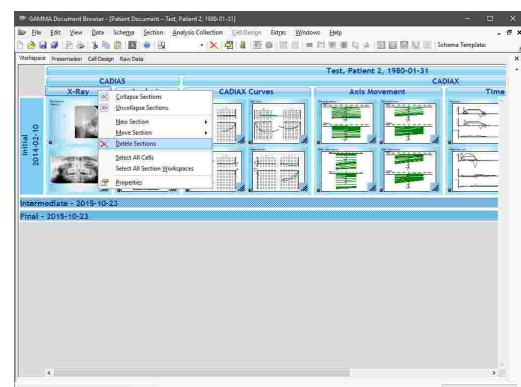 GAMMA Document Browser - [Patient Document - Test, Patient 2, 1980-01-31]
File Edit View Data Schema Section Analysis Collection Cell Design Extras Windows Help
Schema Template:
Workspace Presentation Cell Design Raw Data
Test, Patient 2, 1980-01-31
CADIAS CADIAX
X-Ray CADIAX Curves Axis Movement Time
Collapse Sections
Uncollapse Sections
New Section
Move Section
Delete Sections
Select All Cells
Select All Section Workspaces
Properties
Initial
2014-02-10
Intermediate - 2015-10-23
Final - 2015-10-23